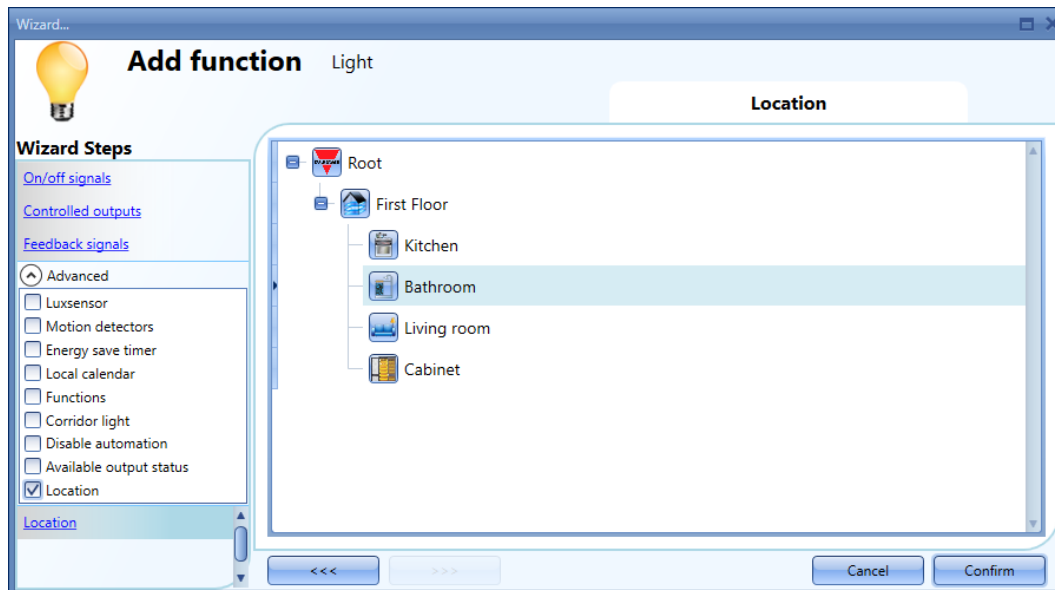 Wizard...
Add function Light
Location
Wizard Steps
On/off signals
Controlled outputs
Feedback signals
Advanced
Luxsensor
Motion detectors
Energy save timer
Local calendar
Functions
Corridor light
Disable automation
Available output status
Location
Location
Root
First Floor
Kitchen
Bathroom
Living room
Cabinet
<<< >>> Cancel Confirm